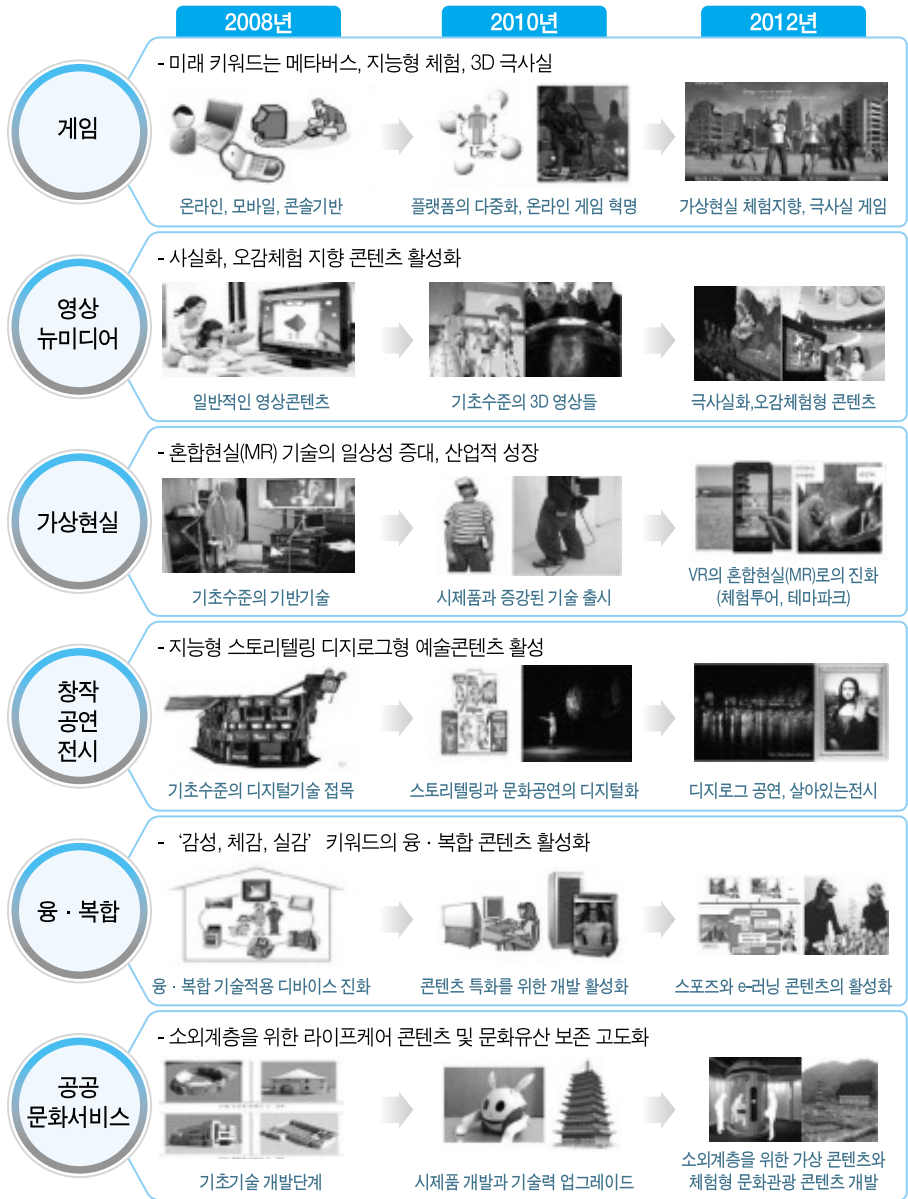 2008년
2010년
2012년
게임
- 미래 키워드는 메타버스, 지능형 체험, 3D 극사실
User
온라인, 모바일, 콘솔기반
플랫폼의 다중화, 온라인 게임 혁명
가상현실 체험지향, 극사실 게임
영상
뉴미디어
- 사실화, 오감체험 지향 콘텐츠 활성화
일반적인 영상콘텐츠
기초수준의 3D 영상들
극사실화,오감체험형 콘텐츠
가상현실
- 혼합현실(MR) 기술의 일상성 증대, 산업적 성장
기초수준의 기반기술
시제품과 증강된 기술 출시
VR의 혼합현실(MR)로의 진화
(체험투어, 테마파크)
창작
공연
전시
- 지능형 스토리텔링 디지로그형 예술콘텐츠 활성
기초수준의 디지털기술 접목
스토리텔링과 문화공연의 디지털화
디지로그 공연, 살아있는전시
융 · 복합
- ‘감성, 체감, 실감’ 키워드의 융 · 복합 콘텐츠 활성화
융 · 복합 기술적용 디바이스 진화
콘텐츠 특화를 위한 개발 활성화
스포즈와 e-러닝 콘텐츠의 활성화
공공
문화서비스
- 소외계층을 위한 라이프케어 콘텐츠 및 문화유산 보존 고도화
기초기술 개발단계
시제품 개발과 기술력 업그레이드
소외계층을 위한 가상 콘텐츠와
체험형 문화관광 콘텐츠 개발